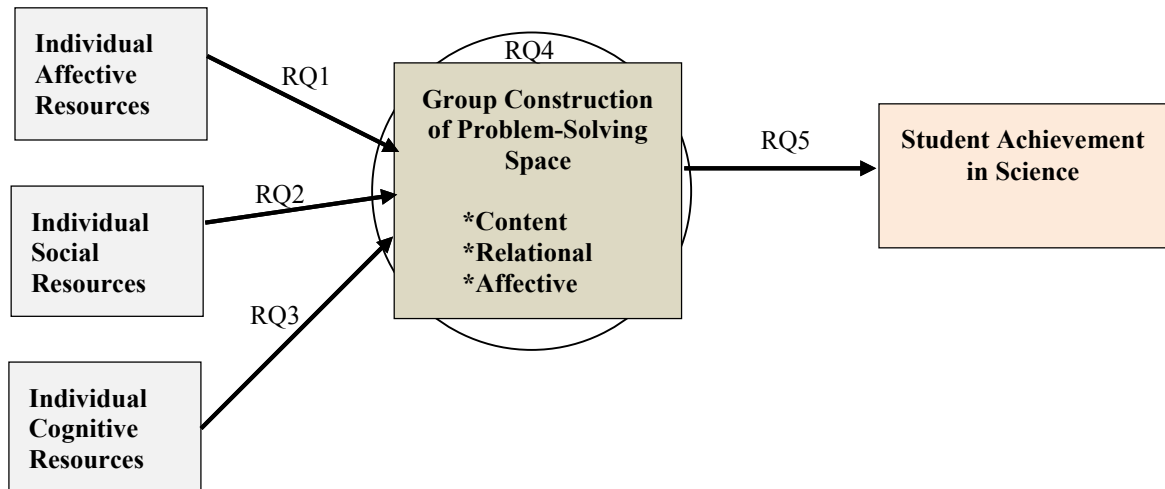 Individual
Affective
Resources
RQ1
RQ4
Group Construction
of Problem-Solving
Space
*Content
*Relational
*Affective
RQ5
Student Achievement
in Science
Individual
Social
Resources
RQ2
RQ3
Individual
Cognitive
Resources